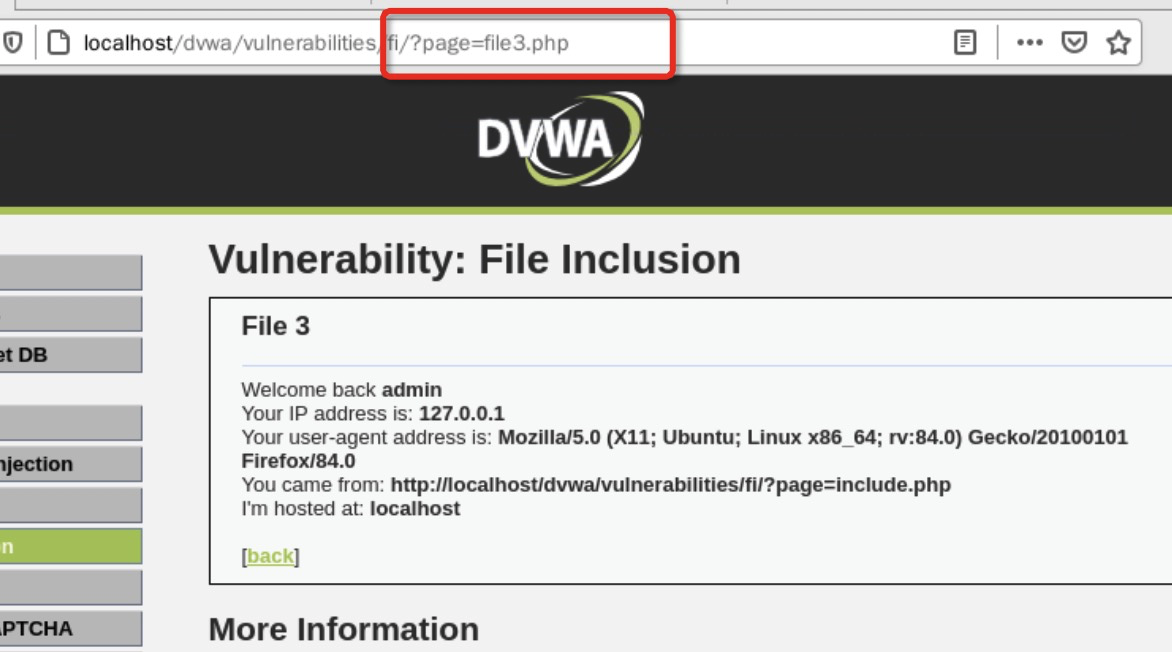 localhost/dvwa/vulnerabilities/fi/?page=file3.php
DVWA
Vulnerability: File Inclusion
File 3
et DB
Welcome back admin
Your IP address is: 127.0.0.1
Your user-agent address is: Mozilla/5.0 (X11; Ubuntu; Linux x86_64; rv:84.0) Gecko/20100101
Firefox/84.0
njection
You came from: http://localhost/dvwa/vulnerabilities/fi/?page=include.php
I'm hosted at: localhost
n
[back]
APTCHA
More Information